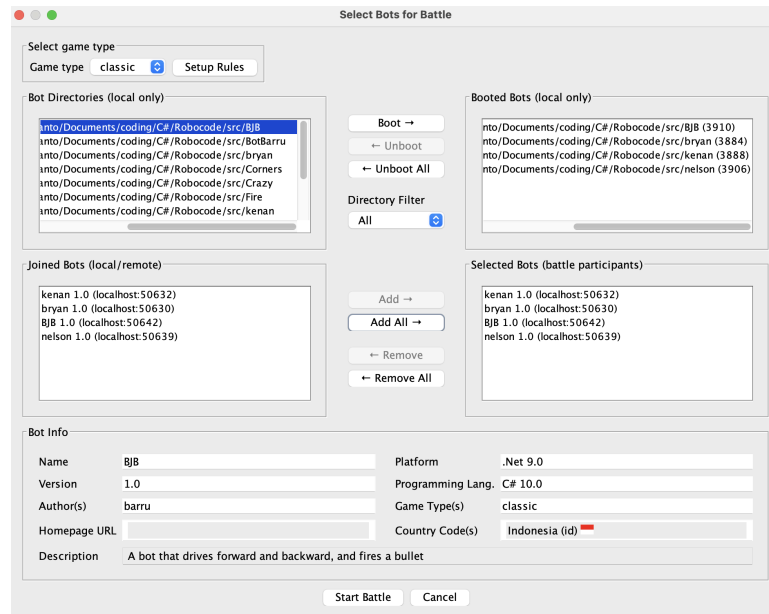 Select Bots for Battle
Select game type
Game type classic Setup Rules
Bot Directories (local only)
anto/Documents/coding/C#/Robocode/src/BJB
anto/Documents/coding/C#/Robocode/src/BotBarru
anto/Documents/coding/C#/Robocode/src/bryan
anto/Documents/coding/C#/Robocode/src/Corners
anto/Documents/coding/C#/Robocode/src/Crazy
anto/Documents/coding/C#/Robocode/src/Fire
anto/Documents/coding/C#/Robocode/src/kenan
Boot →
← Unboot
← Unboot All
Directory Filter
All
Booted Bots (local only)
nto/Documents/coding/C#/Robocode/src/BJB (3910)
nto/Documents/coding/C#/Robocode/src/bryan (3884)
nto/Documents/coding/C#/Robocode/src/kenan (3888)
nto/Documents/coding/C#/Robocode/src/nelson (3906)
Joined Bots (local/remote)
kenan 1.0 (localhost:50632)
bryan 1.0 (localhost:50630)
BJB 1.0 (localhost:50642)
nelson 1.0 (localhost:50639)
Add →
Add All →
← Remove
← Remove All
Selected Bots (battle participants)
kenan 1.0 (localhost:50632)
bryan 1.0 (localhost:50630)
BJB 1.0 (localhost:50642)
nelson 1.0 (localhost:50639)
Bot Info
Name BJB Platform .Net 9.0
Version 1.0 Programming Lang. C# 10.0
Author(s) barru Game Type(s) classic
Homepage URL Country Code(s) Indonesia (id)
Description A bot that drives forward and backward, and fires a bullet
Start Battle Cancel